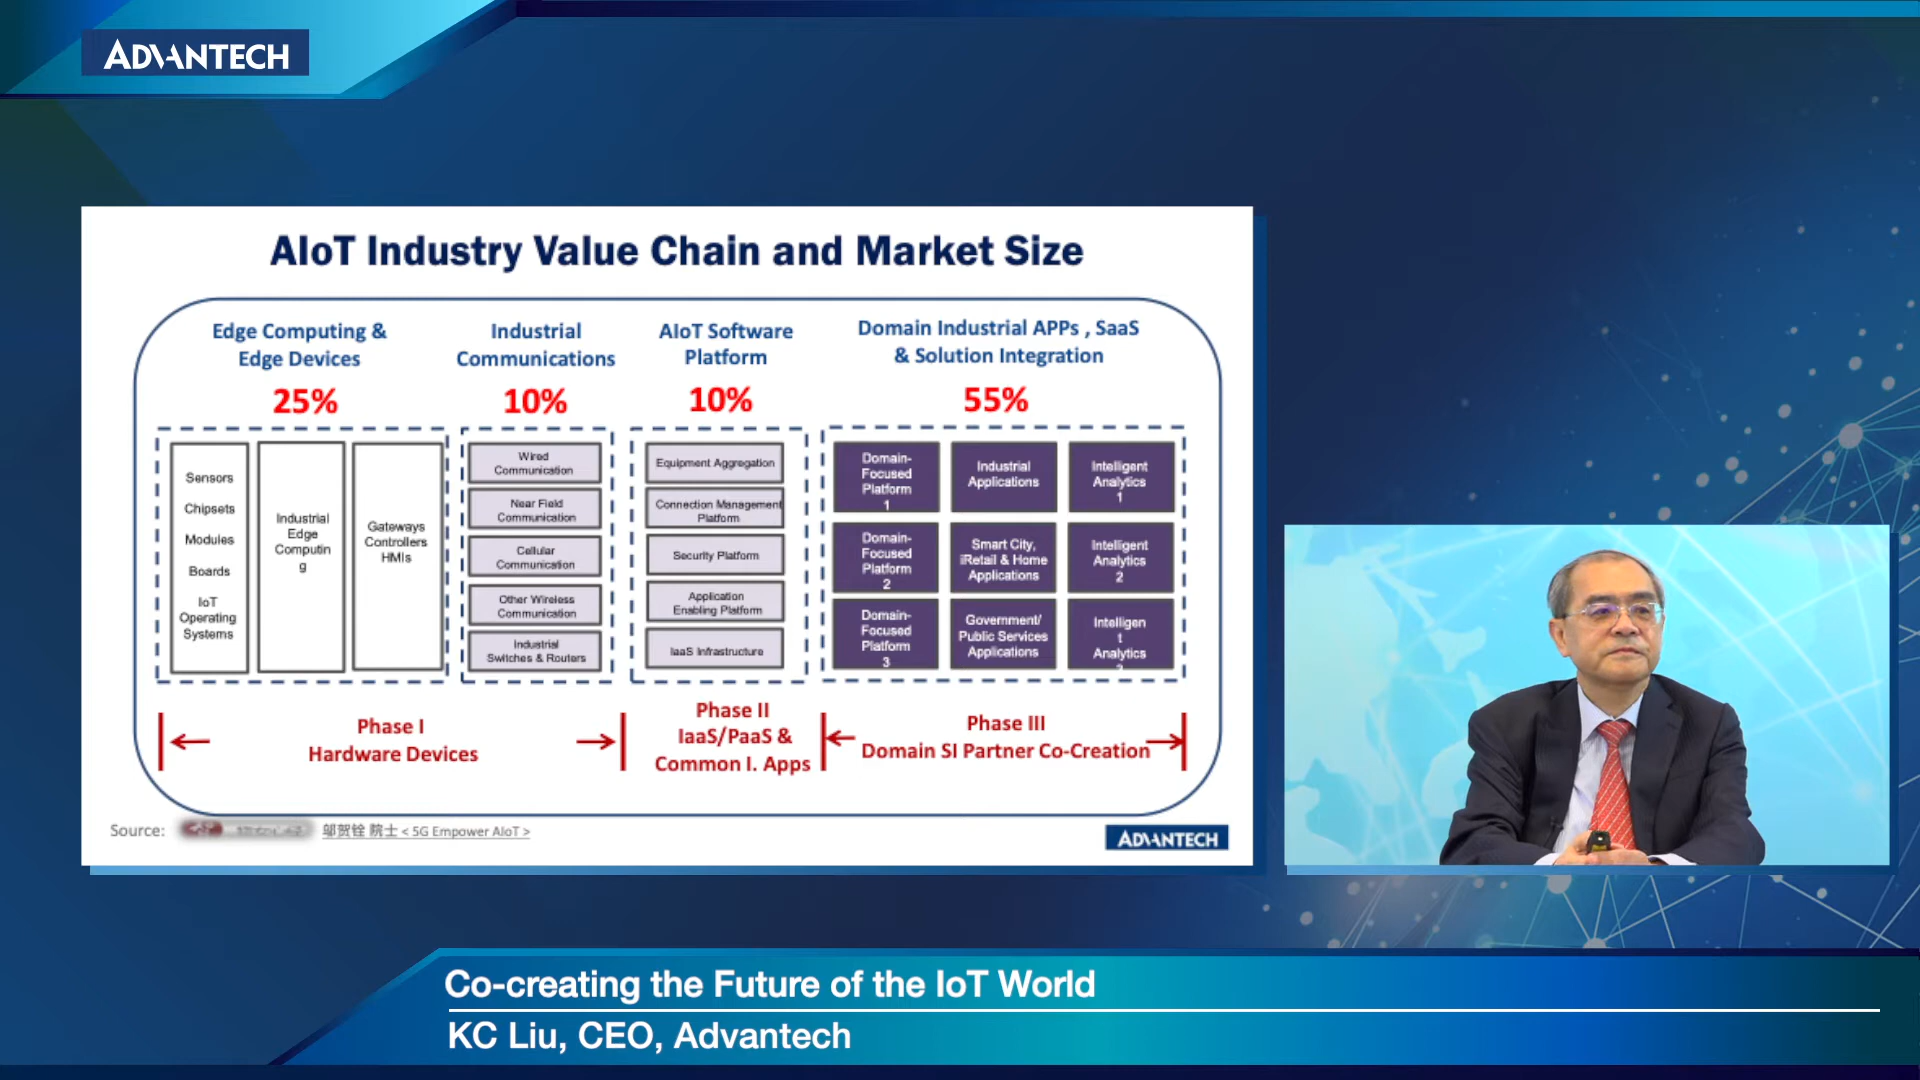 ADVANTECH
AIoT Industry Value Chain and Market Size
Edge Computing &
Edge Devices
25%
Industrial
Communications
10%
AIoT Software
Platform
10%
Domain Industrial APPs , SaaS
& Solution Integration
55%
Sensors
Chipsets
Modules
Boards
IoT
Operating
Systems
Industrial
Edge
Computin
g
Gateways
Controllers
HMIs
Wired
Communication
Near Field
Communication
Cellular
Communication
Other Wireless
Communication
Industrial
Switches & Routers
Equipment Aggregation
Connection Management
Platform
Security Platform
Application
Enabling Platform
IaaS Infrastructure
Domain-
Focused
Platform
1
Industrial
Applications
Intelligent
Analytics
1
Domain-
Focused
Platform
2
Smart City,
iRetail & Home
Applications
Intelligent
Analytics
2
Domain-
Focused
Platform
3
Government/
Public Services
Applications
Intelligen
t
Analytics
Phase I
Hardware Devices
Phase II
IaaS/PaaS &
Common I. Apps
Phase III
Domain SI Partner Co-Creation
Source: 邬贺铨 院士 < 5G Empower AIoT >
ADVANTECH
Co-creating the Future of the IoT World
KC Liu, CEO, Advantech